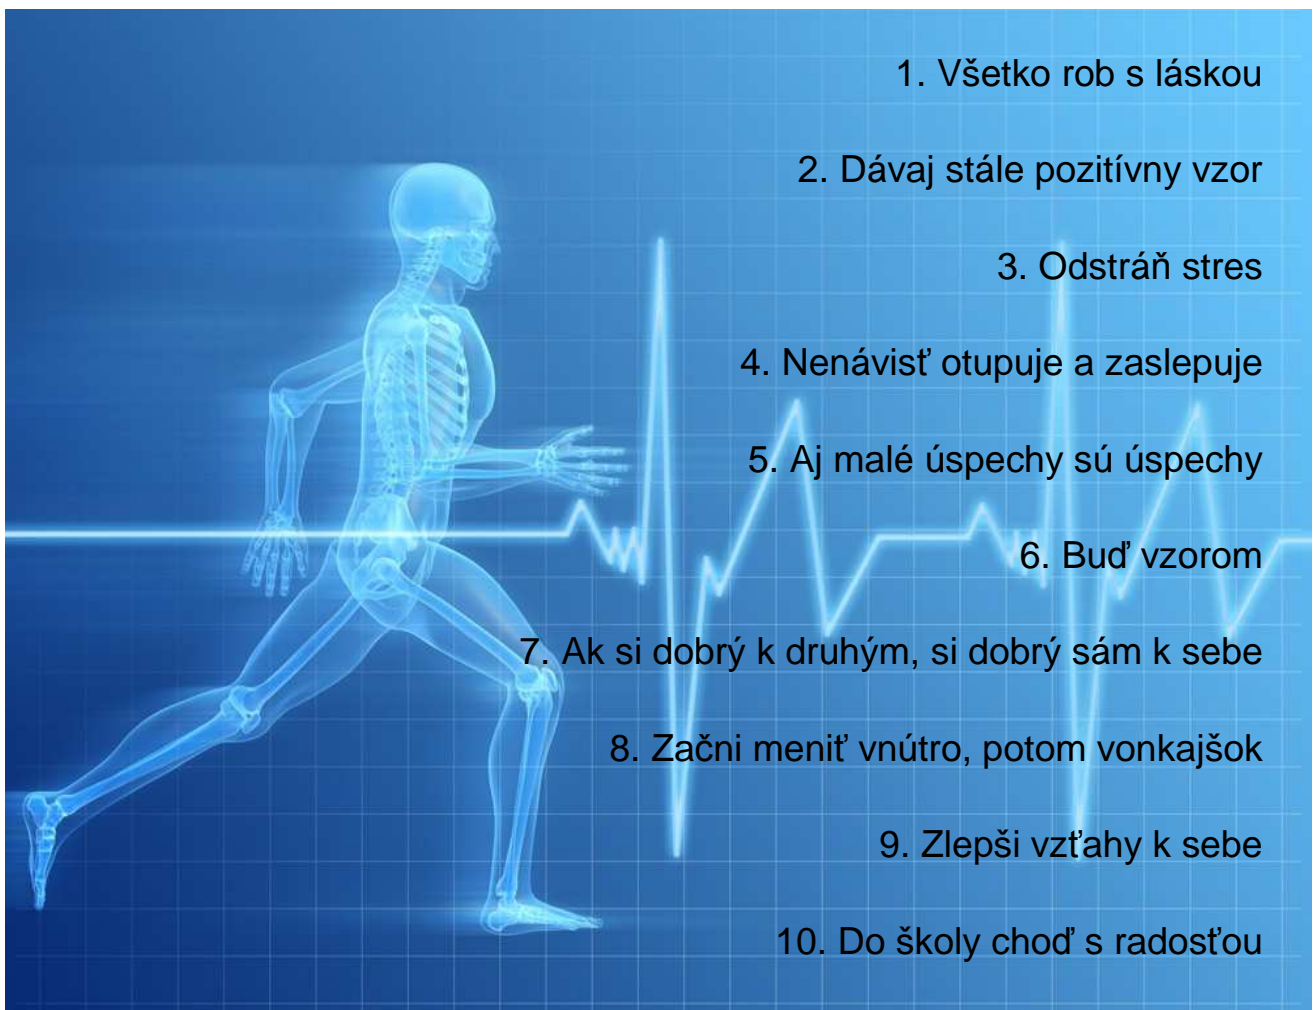 1. Všetko rob s láskou
2. Dávaj stále pozitívny vzor
3. Odstráň stres
4. Nenávisť otupuje a zaslepuje
5. Aj malé úspechy sú úspechy
6. Buď vzorom
7. Ak si dobrý k druhým, si dobrý sám k sebe
8. Začni meniť vnútro, potom vonkajšok
9. Zlepši vzťahy k sebe
10. Do školy choď s radosťou